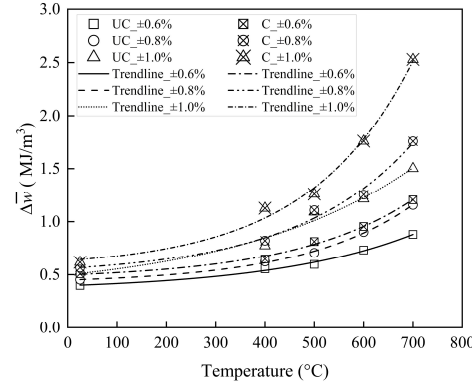 3.0
2.5
2.0
1.5
1.0
0.5
0.0
Δw̅ ( MJ/m³)
UC_±0.6% C_±0.6%
UC_±0.8% C_±0.8%
UC_±1.0% C_±1.0%
Trendline_±0.6% Trendline_±0.6%
Trendline_±0.8% Trendline_±0.8%
Trendline_±1.0% Trendline_±1.0%
0 100 200 300 400 500 600 700 800
Temperature (°C)